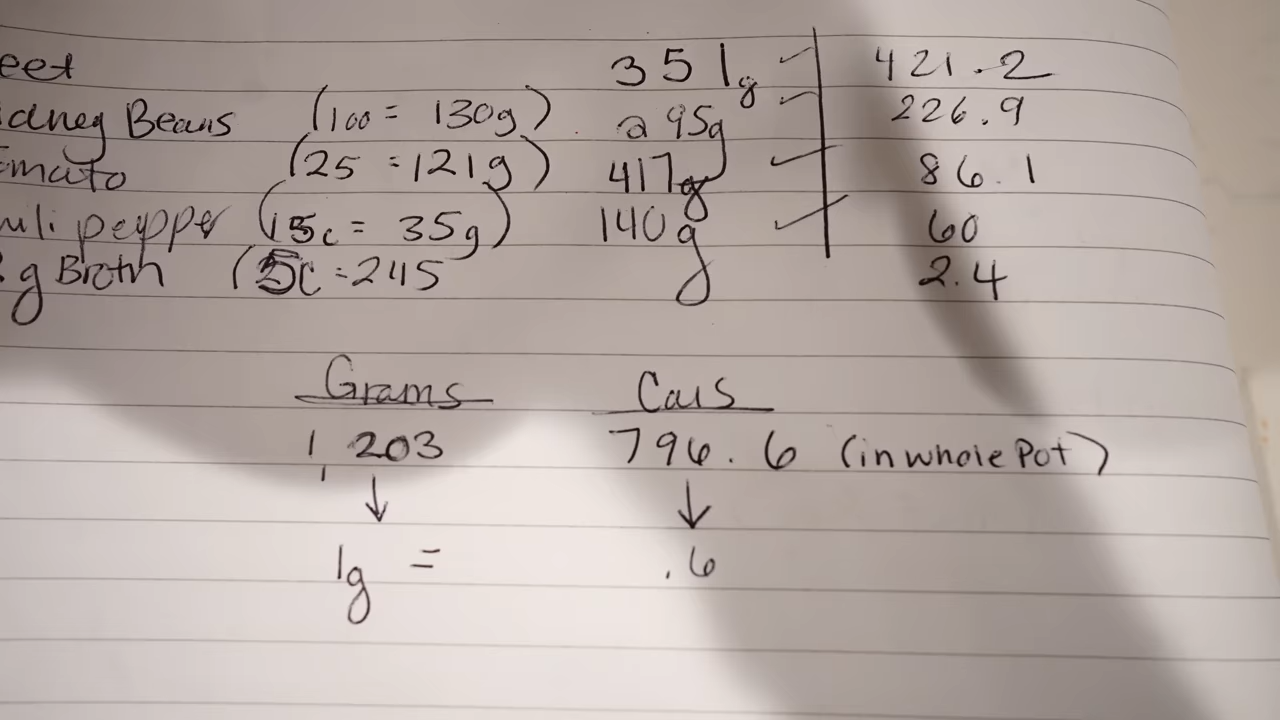 eet 351g 421.2
idney Beans (100 = 130g) 295g 226.9
omato (25 = 121g) 417g 86.1
uli pepper (15c = 35g) 140g 60
g Broth (5c = 245 g 2.4
Grams Cals
1,203 796.6 (in whole Pot)
1g = .6